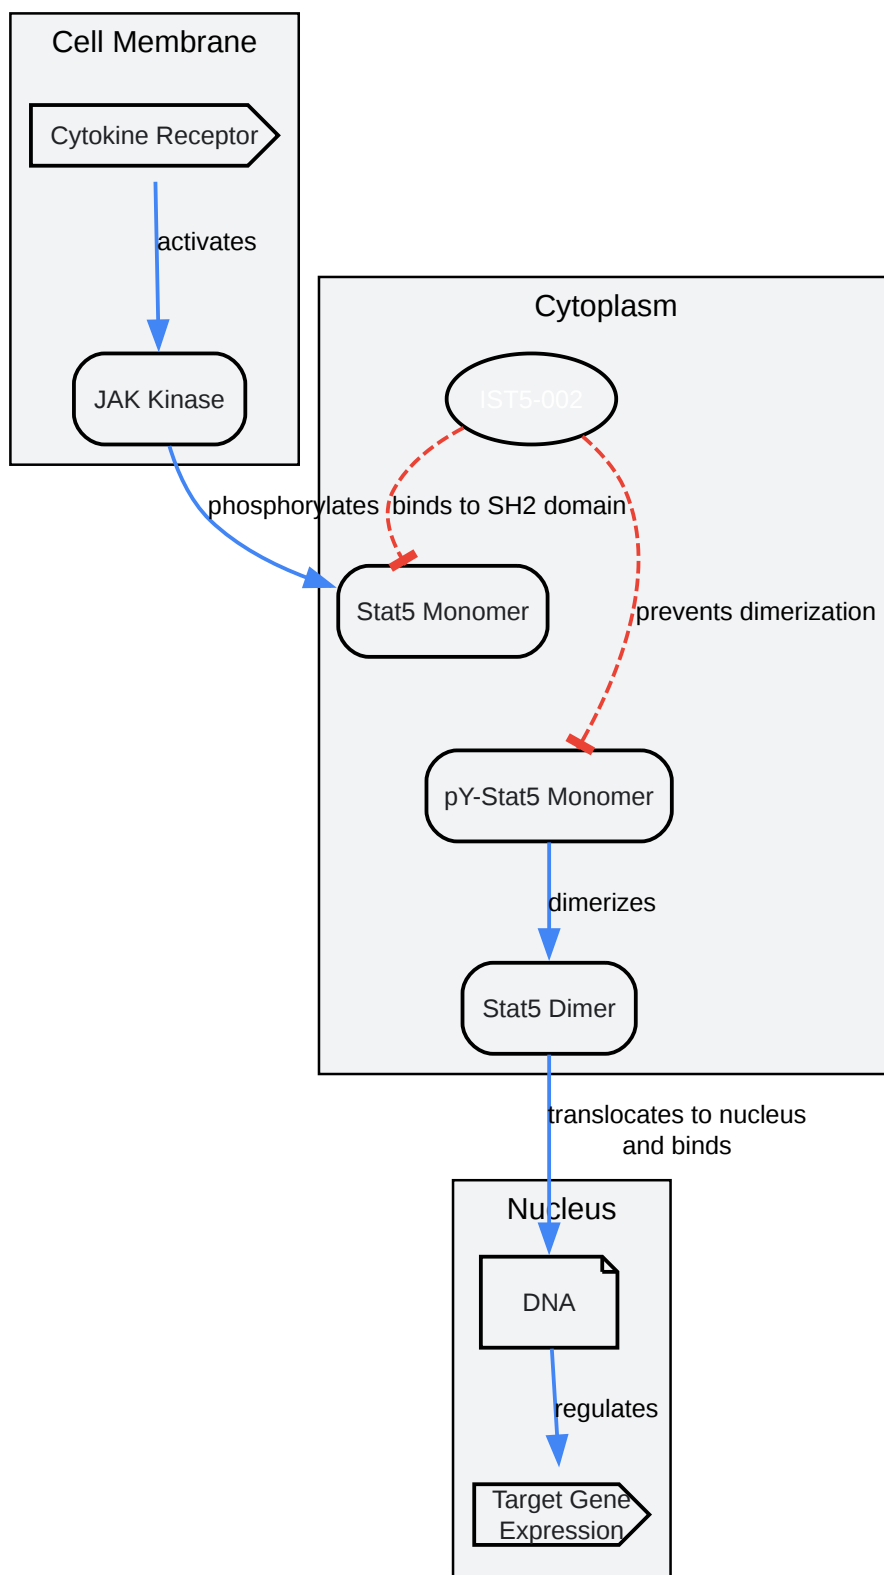 Cell Membrane
Cytokine Receptor
activates
Cytoplasm
JAK Kinase
IST5-002
phosphorylates
binds to SH2 domain
Stat5 Monomer
prevents dimerization
pY-Stat5 Monomer
dimerizes
Stat5 Dimer
translocates to nucleus
and binds
Nucleus
DNA
regulates
Target Gene
Expression